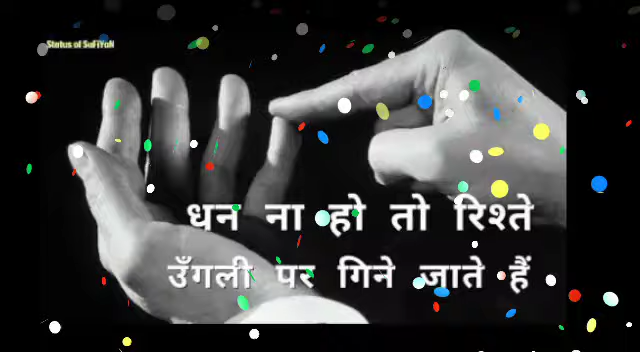 Status of SuFiYaN
धन ना हो तो रिश्ते
उँगली पर गिने जाते हैं